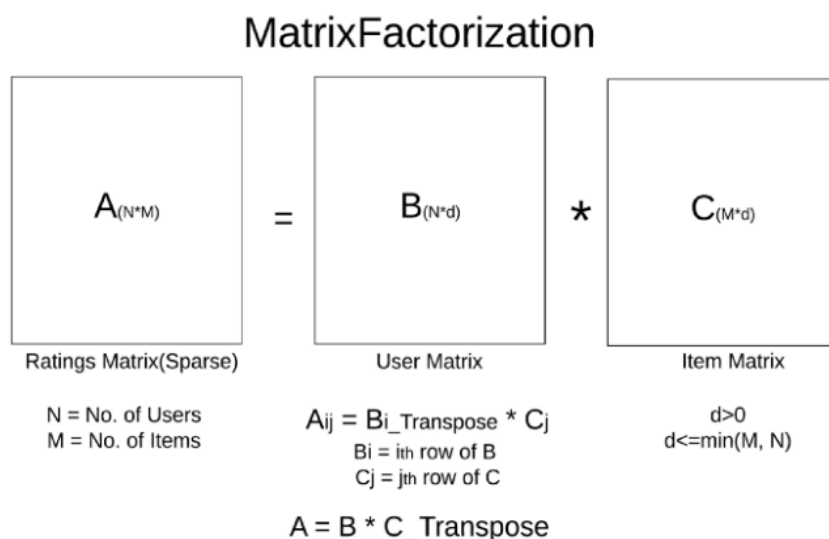 MatrixFactorization
A(N*M) = B(N*d) * C(M*d)
Ratings Matrix(Sparse) User Matrix Item Matrix
N = No. of Users
M = No. of Items
Aij = Bi_Transpose * Cj
Bi = ith row of B
Cj = jth row of C
d>0
d<=min(M, N)
A = B * C_Transpose